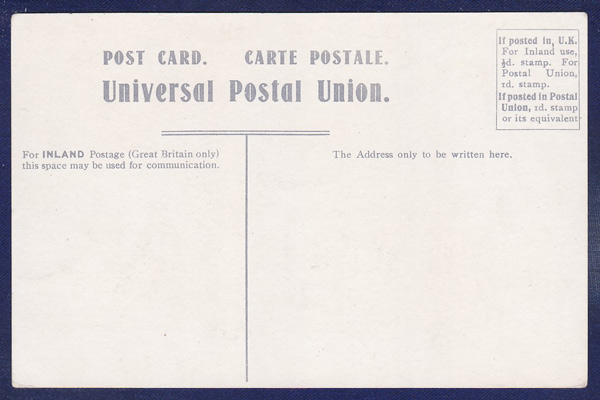 POST CARD. CARTE POSTALE.
Universal Postal Union.
If posted in, U.K.
For Inland use,
½d. stamp. For
Postal Union,
1d. stamp.
If posted in Postal
Union, 1d. stamp
or its equivalent
For INLAND Postage (Great Britain only)
this space may be used for communication.
The Address only to be written here.